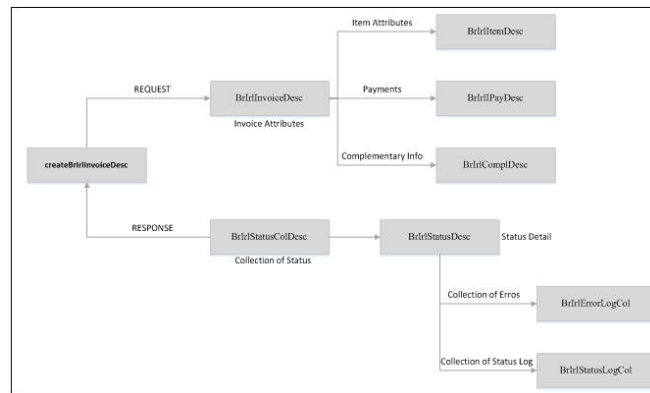 Item Attributes
BrIrlItemDesc
REQUEST
BrIrlInvoiceDesc
Payments
BrIrlPayDesc
Invoice Attributes
createBrIrlInvoiceDesc
Complementary Info
BrIrlComplDesc
RESPONSE
BrIrlStatusColDesc
BrIrlStatusDesc
Status Detail
Collection of Status
Collection of Erros
BrIrlErrorLogCol
Collection of Status Log
BrIrlStatusLogCol